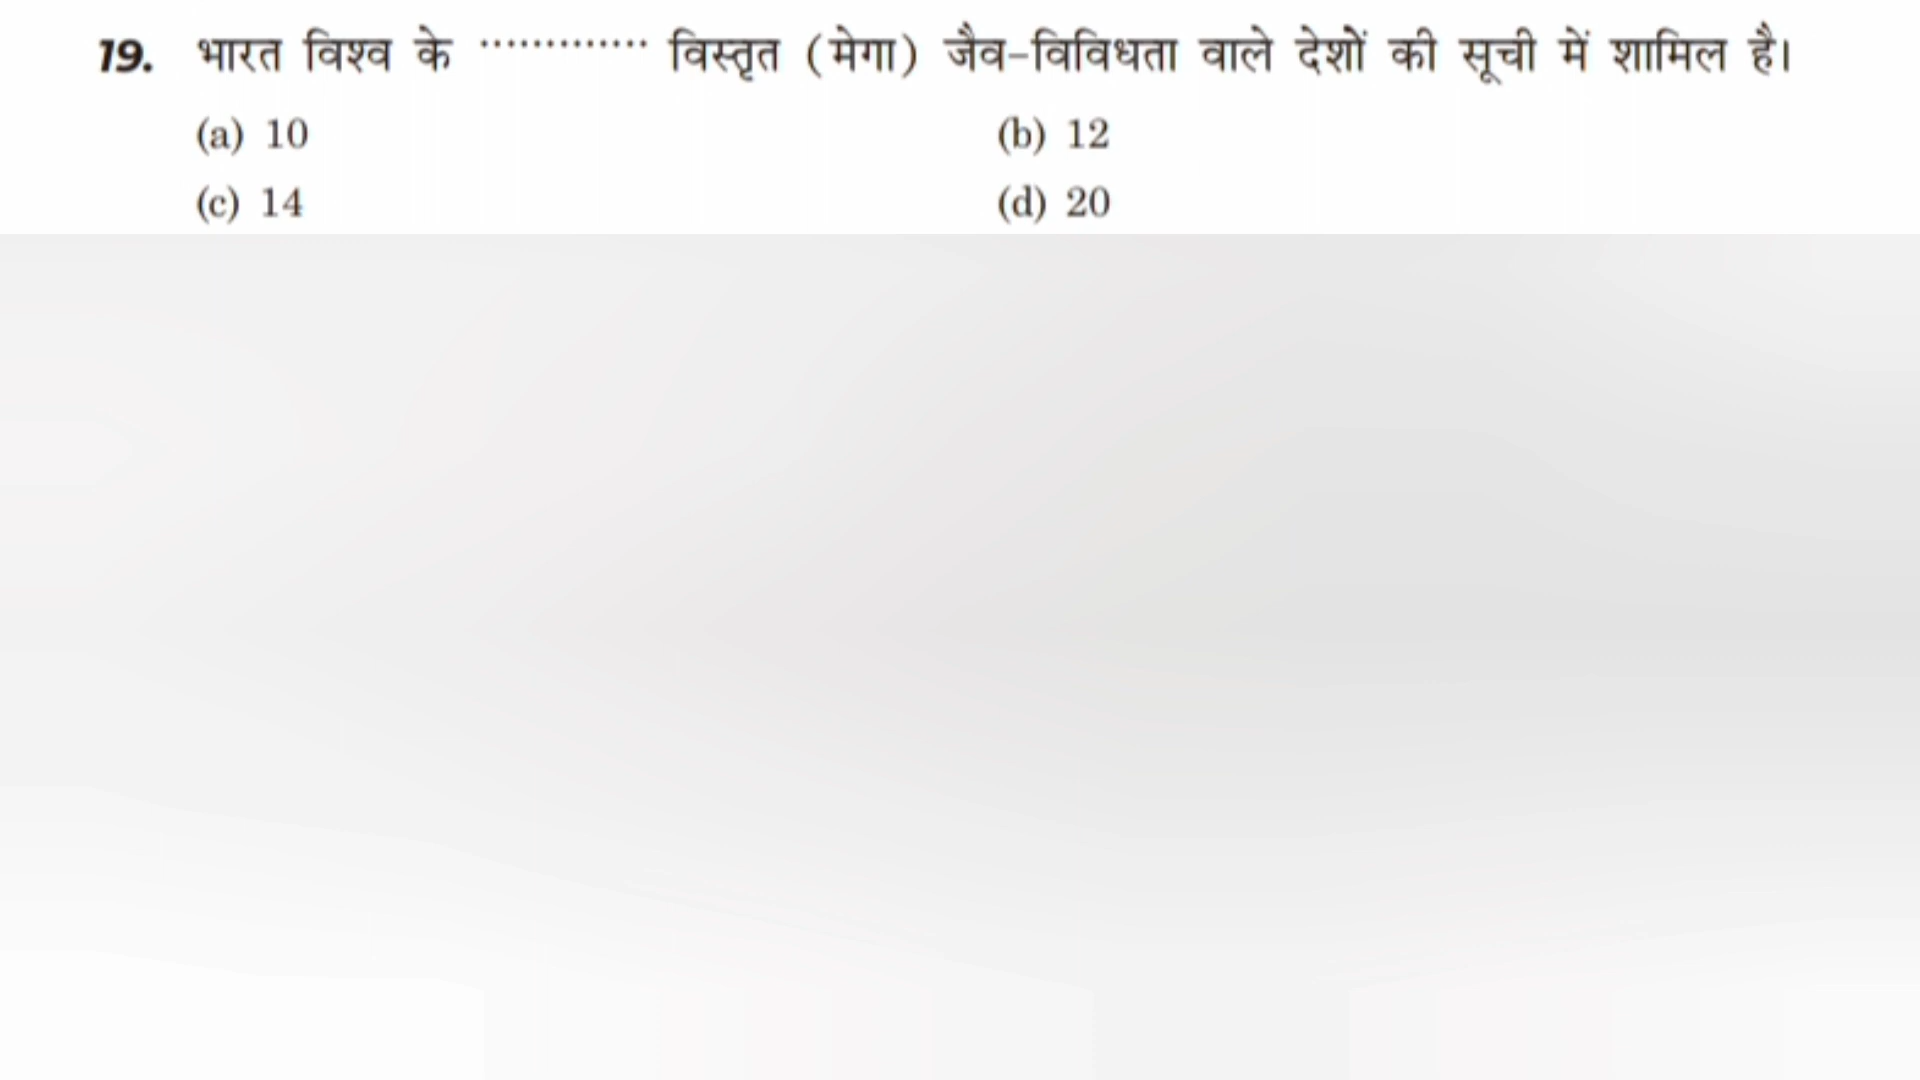 19. भारत विश्व के ............. विस्तृत (मेगा) जैव-विविधता वाले देशों की सूची में शामिल है।
(a) 10 (b) 12
(c) 14 (d) 20